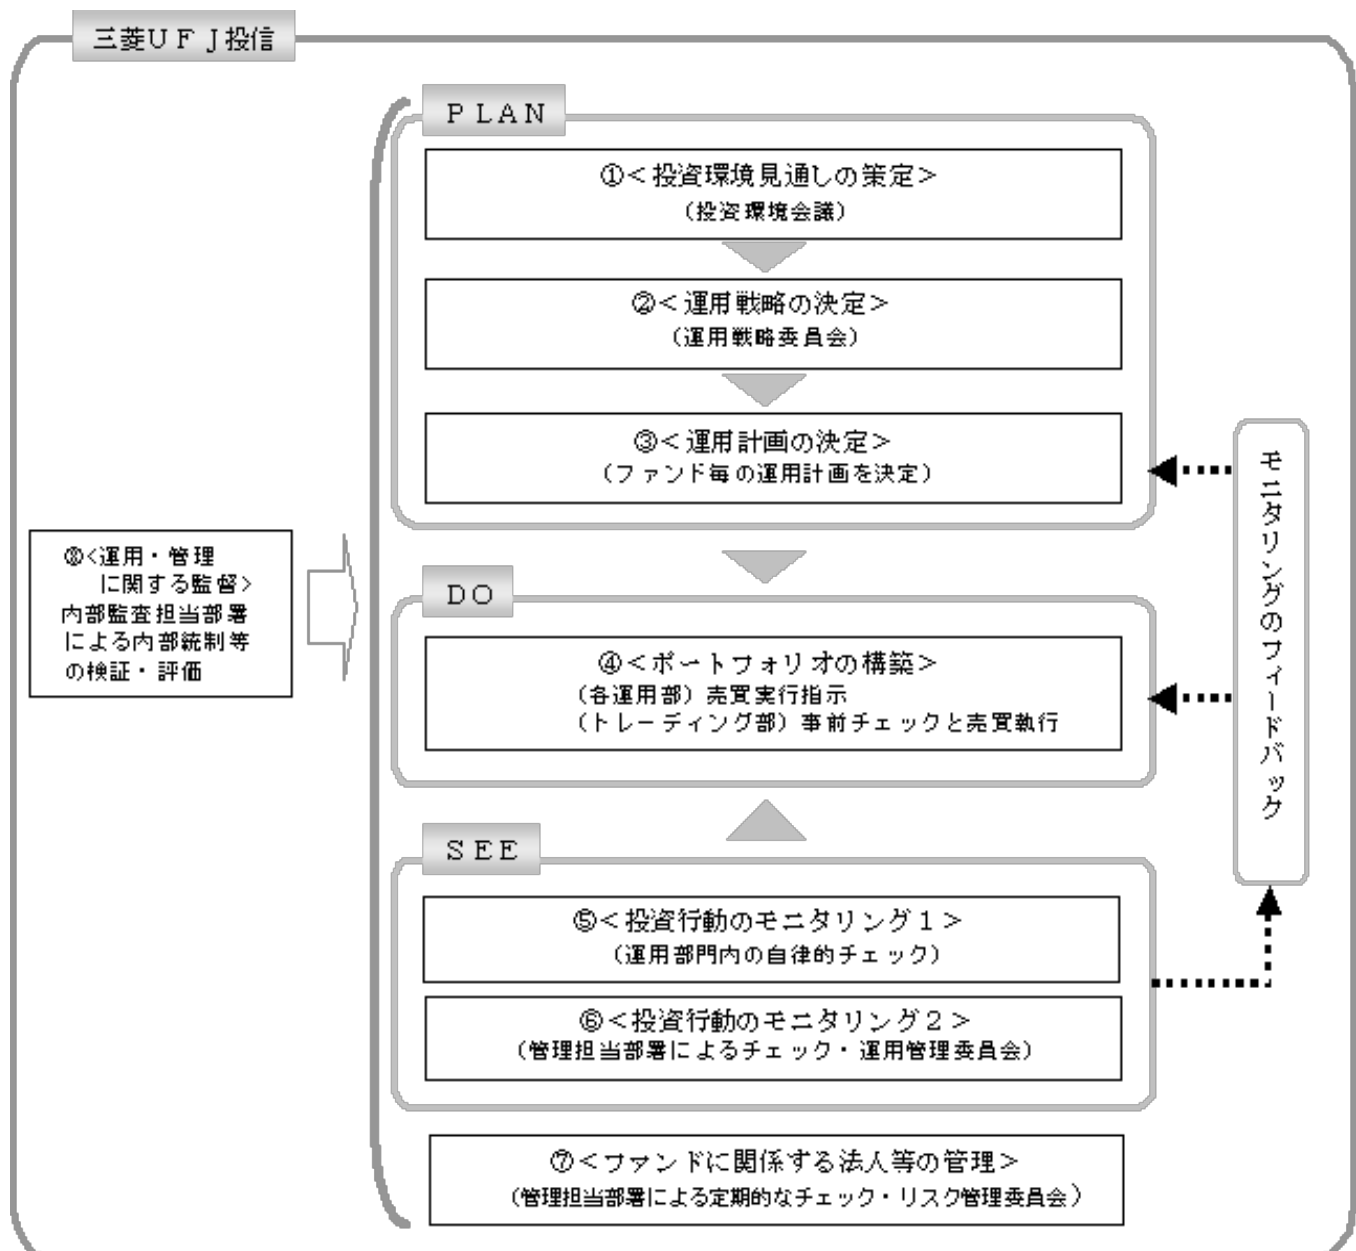 三菱UFJ投信
PLAN
①<投資環境見通しの策定>
(投資環境会議)
②<運用戦略の決定>
(運用戦略委員会)
③<運用計画の決定>
(ファンド毎の運用計画を決定)
⑧<運用・管理
に関する監督>
内部監査担当部署
による内部統制等
の検証・評価
DO
④<ポートフォリオの構築>
(各運用部)売買実行指示
(トレーディング部)事前チェックと売買執行
SEE
⑤<投資行動のモニタリング1>
(運用部門内の自律的チェック)
⑥<投資行動のモニタリング2>
(管理担当部署によるチェック・運用管理委員会)
⑦<ファンドに関係する法人等の管理>
(管理担当部署による定期的なチェック・リスク管理委員会)
モニタリングのフィードバック